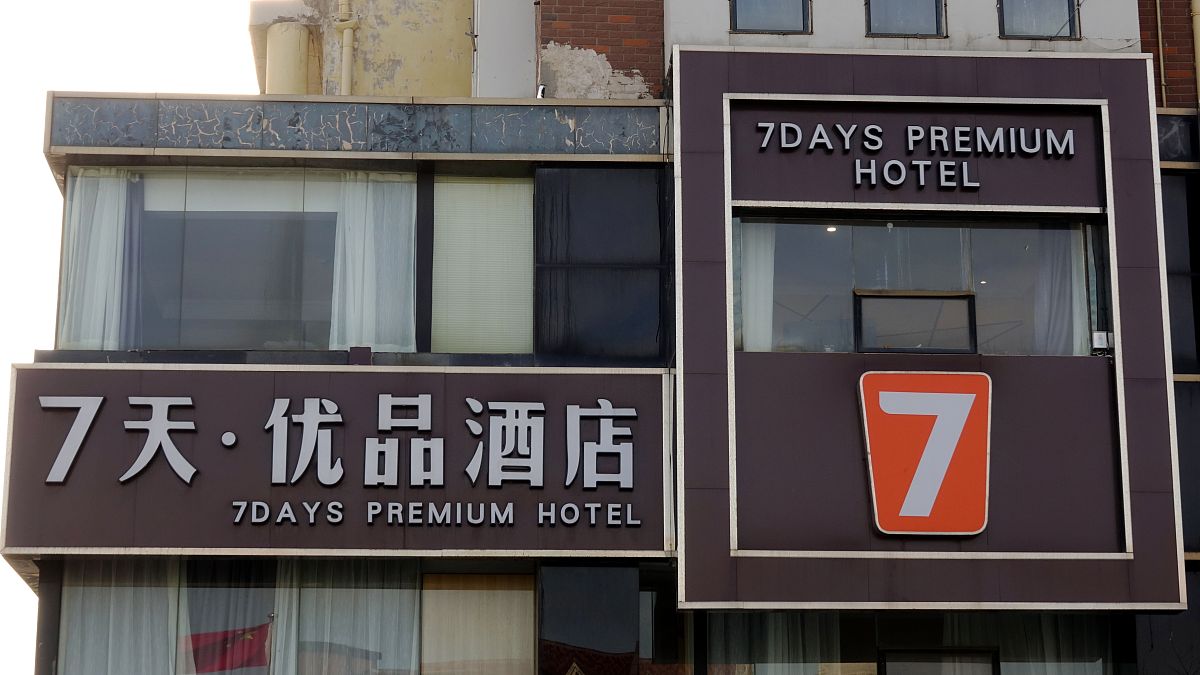 7DAYS PREMIUM
HOTEL
7天·优品酒店
7DAYS PREMIUM HOTEL
7